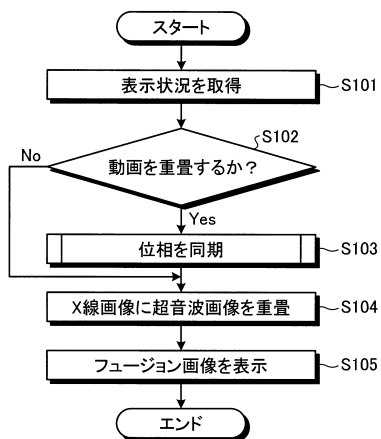 スタート
表示状況を取得
S101
動画を重畳するか？
S102
No
Yes
位相を同期
S103
X線画像に超音波画像を重畳
S104
フュージョン画像を表示
S105
エンド